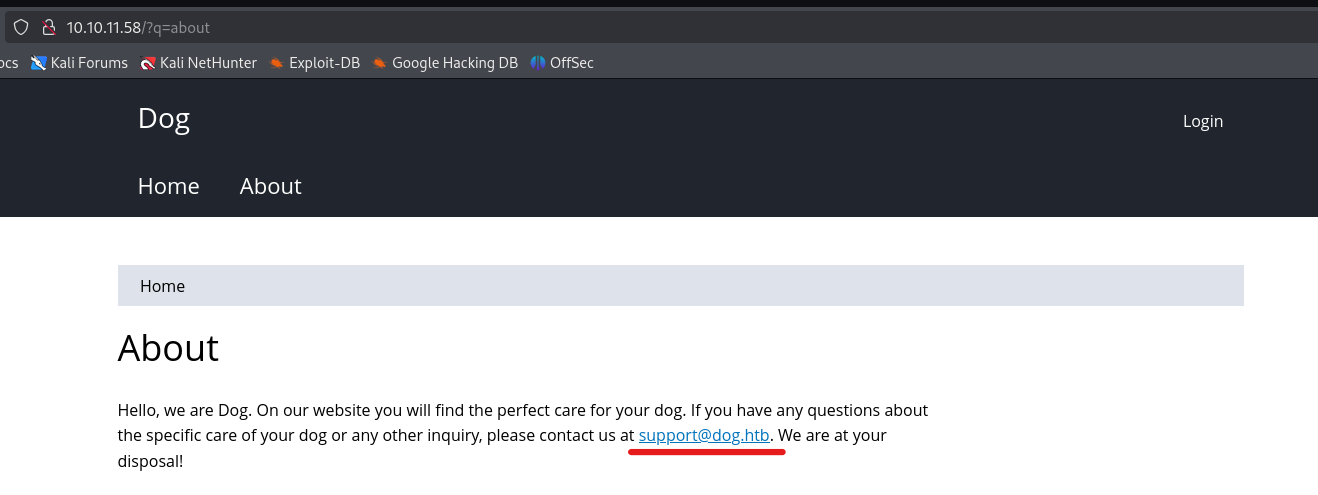 10.10.11.58/?q=about
ocs Kali Forums Kali NetHunter Exploit-DB Google Hacking DB OffSec
Dog
Login
Home About
Home
About
Hello, we are Dog. On our website you will find the perfect care for your dog. If you have any questions about
the specific care of your dog or any other inquiry, please contact us at support@dog.htb. We are at your
disposal!